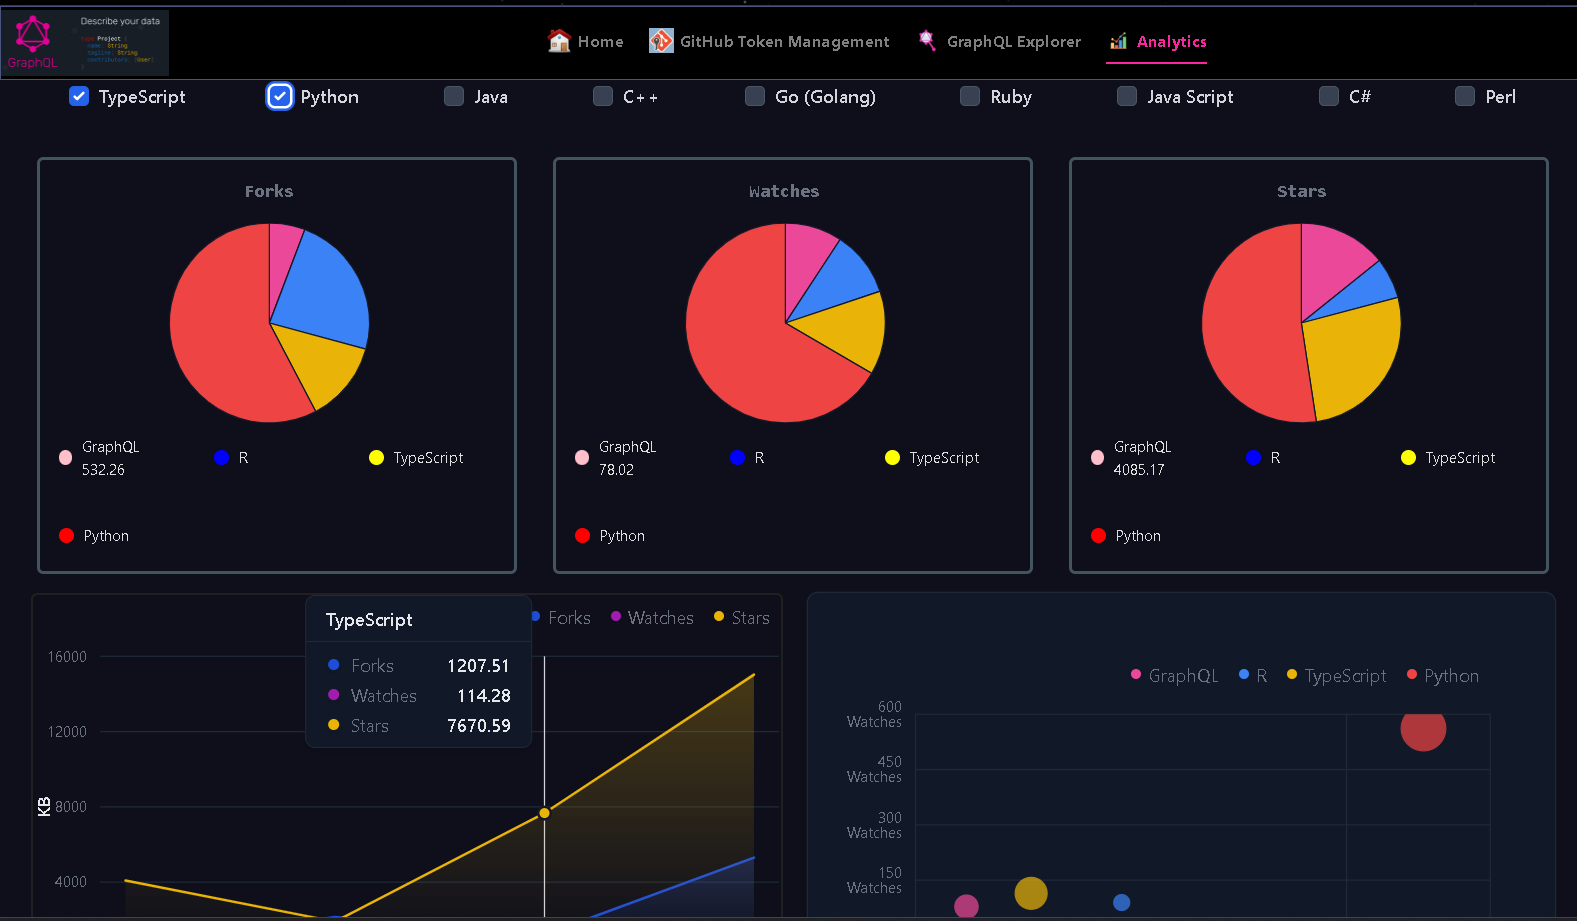 Describe your data
type Project {
name: String
tagline: String
contributors: [User]
}
GraphQL
Home
GitHub Token Management
GraphQL Explorer
Analytics
TypeScript
Python
Java
C++
Go (Golang)
Ruby
Java Script
C#
Perl
Forks
GraphQL
532.26
R
TypeScript
Python
Watches
GraphQL
78.02
R
TypeScript
Python
Stars
GraphQL
4085.17
R
TypeScript
Python
Forks
Watches
Stars
TypeScript
Forks 1207.51
Watches 114.28
Stars 7670.59
16000
12000
8000
4000
KB
GraphQL
R
TypeScript
Python
600
Watches
450
Watches
300
Watches
150
Watches